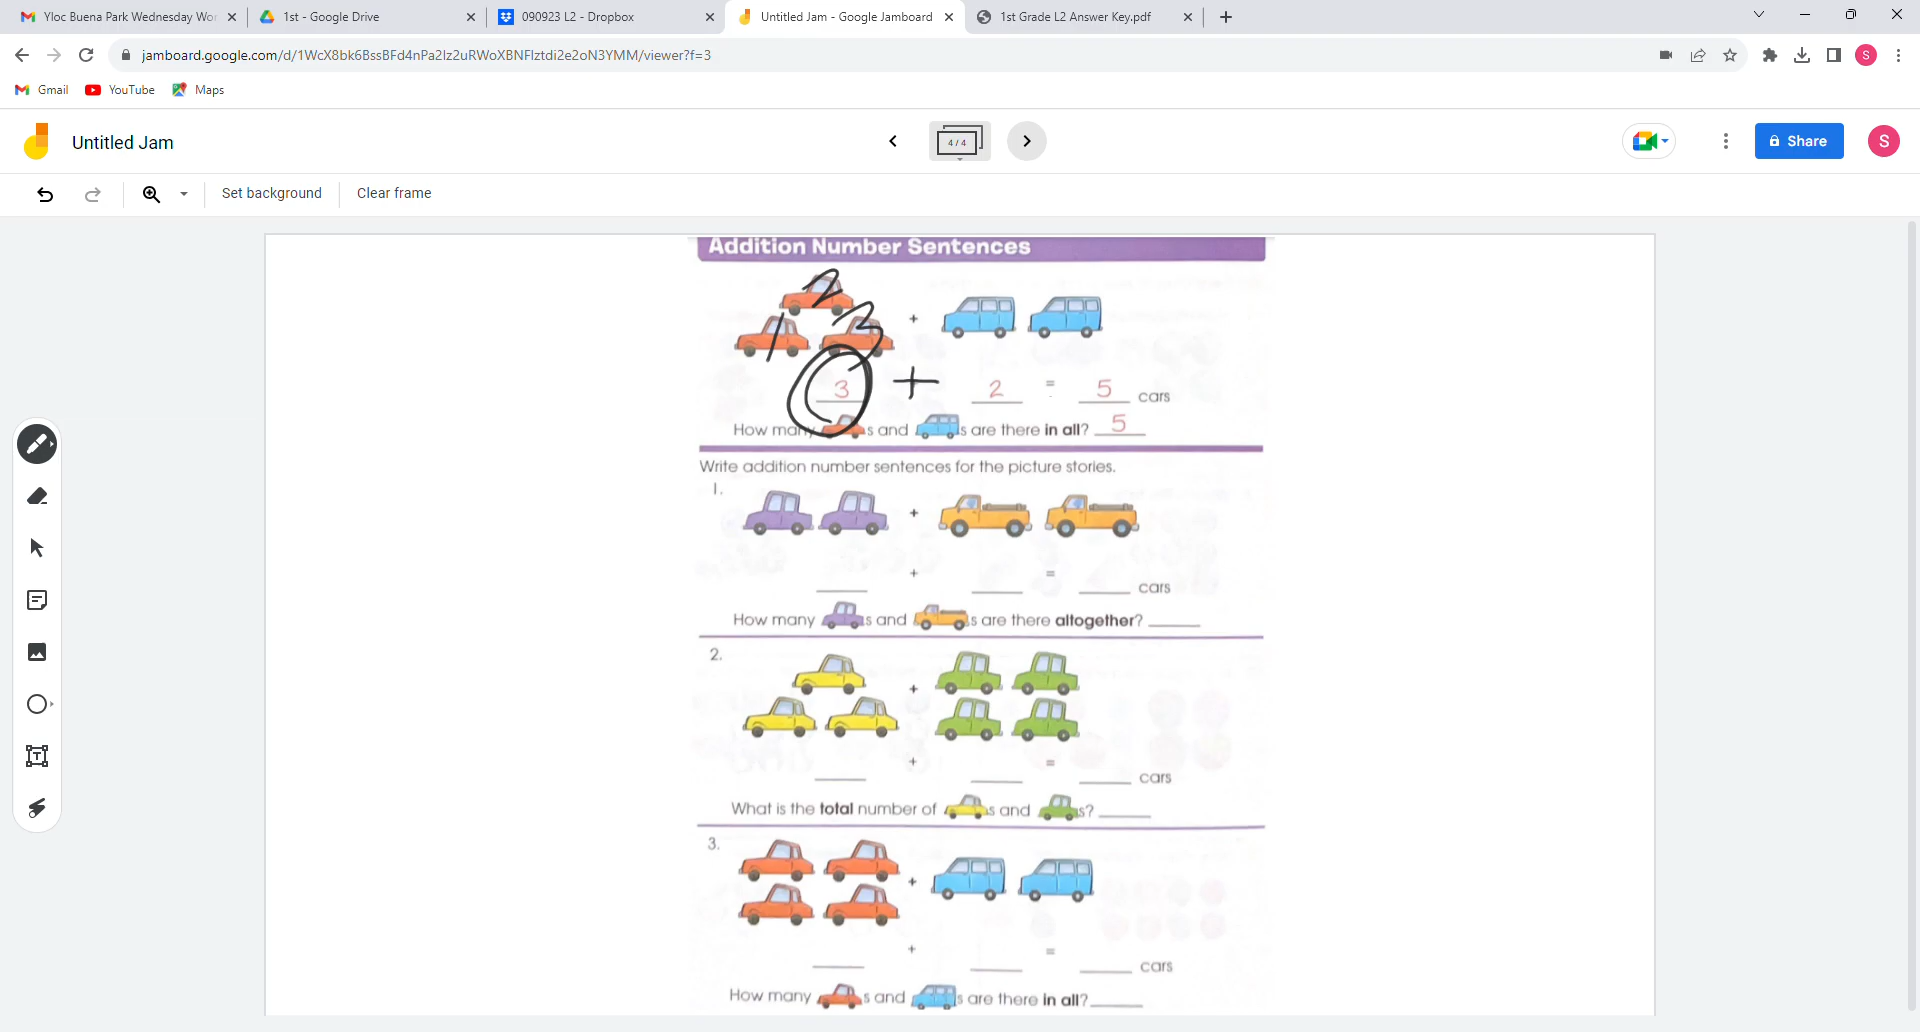 Yloc Buena Park Wednesday Wor
1st - Google Drive
090923 L2 - Dropbox
Untitled Jam - Google Jamboard
1st Grade L2 Answer Key.pdf
jamboard.google.com/d/1WcX8bk6BssBFd4nPa2lz2uRWoXBNFlztdi2e2oN3YMM/viewer?f=3
S
Gmail
YouTube
Maps
Untitled Jam
4 / 4
Share
S
Set background
Clear frame
Addition Number Sentences
1 2 3
+
3 + 2 = 5 cars
How many s and s are there in all? 5
Write addition number sentences for the picture stories.
1.
+
+ = cars
How many s and s are there altogether?
2.
+
+ = cars
What is the total number of s and s?
3.
+
+ = cars
How many s and s are there in all?
T